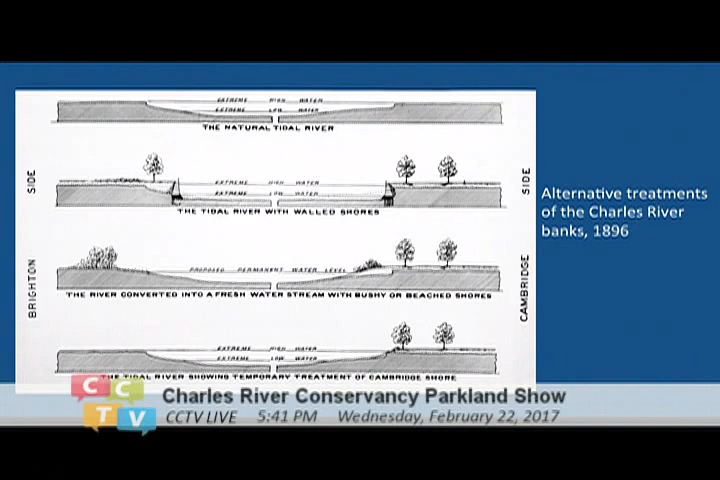 EXTREME HIGH WATER
EXTREME LOW WATER
THE NATURAL TIDAL RIVER
BRIGHTON SIDE
CAMBRIDGE SIDE
EXTREME HIGH WATER
EXTREME LOW WATER
THE TIDAL RIVER WITH WALLED SHORES
PROPOSED PERMANENT WATER LEVEL
THE RIVER CONVERTED INTO A FRESH WATER STREAM WITH BUSHY OR BEACHED SHORES
EXTREME HIGH WATER
EXTREME LOW WATER
THE TIDAL RIVER SHOWING TEMPORARY TREATMENT OF CAMBRIDGE SHORE
Alternative treatments
of the Charles River
banks, 1896
CCTV
Charles River Conservancy Parkland Show
CCTV LIVE 5:41 PM Wednesday, February 22, 2017